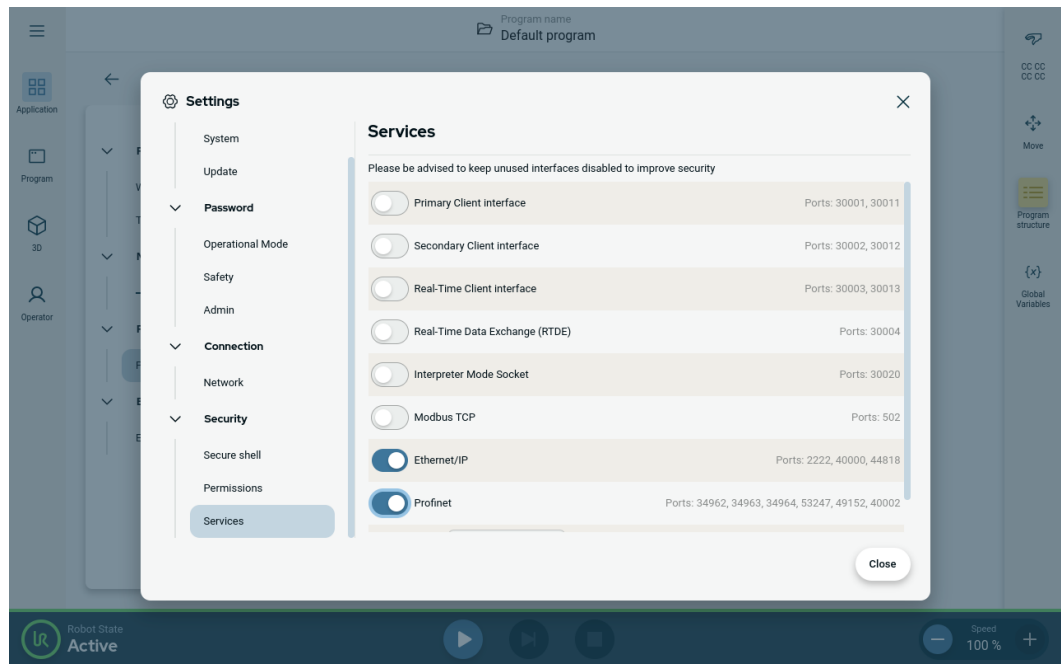 Program name
Default program
Application
Program
3D
Operator
Settings
System
Update
Password
Operational Mode
Safety
Admin
Connection
Network
Security
Secure shell
Permissions
Services
Services
Please be advised to keep unused interfaces disabled to improve security
Primary Client interface Ports: 30001, 30011
Secondary Client interface Ports: 30002, 30012
Real-Time Client interface Ports: 30003, 30013
Real-Time Data Exchange (RTDE) Ports: 30004
Interpreter Mode Socket Ports: 30020
Modbus TCP Ports: 502
Ethernet/IP Ports: 2222, 40000, 44818
Profinet Ports: 34962, 34963, 34964, 53247, 49152, 40002
Close
CC CC
CC CC
Move
Program
structure
{x}
Global
Variables
UR
Robot State
Active
Speed
100 %